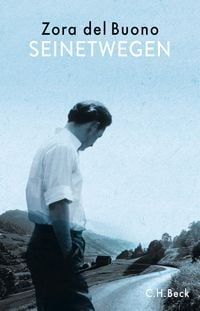 Zora del Buono
SEINETWEGEN
C.H.Beck